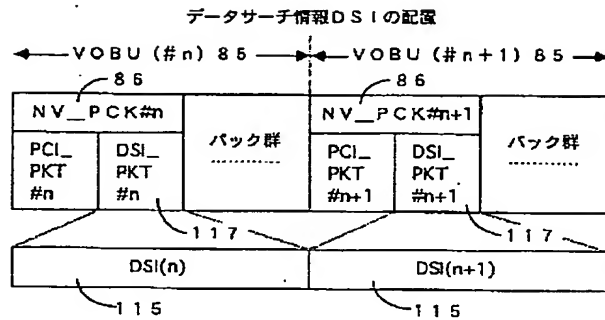 データサーチ情報DSIの配置
VOBU (#n) 85
VOBU (#n+1) 85
86
86
NV__PCK#n
パック群
............
NV__PCK#n+1
パック群
............
PCI_
PKT
#n
DSI_
PKT
#n
PCI_
PKT
#n+1
DSI_
PKT
#n+1
117
117
DSI(n)
DSI(n+1)
115
115